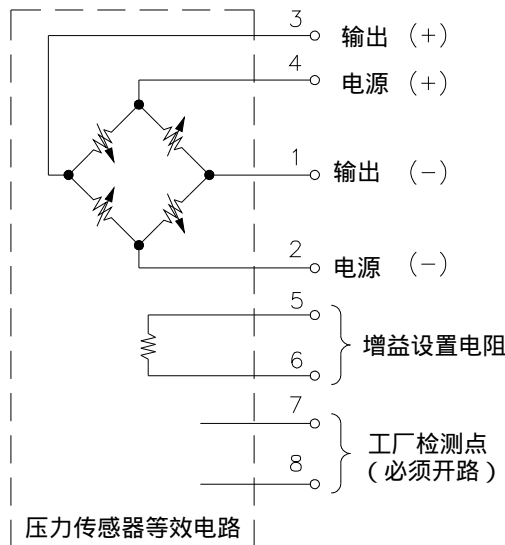 3
输出 (+)
4
电源 (+)
1
输出 (-)
2
电源 (-)
5
增益设置电阻
6
7
工厂检测点
(必须开路)
8
压力传感器等效电路